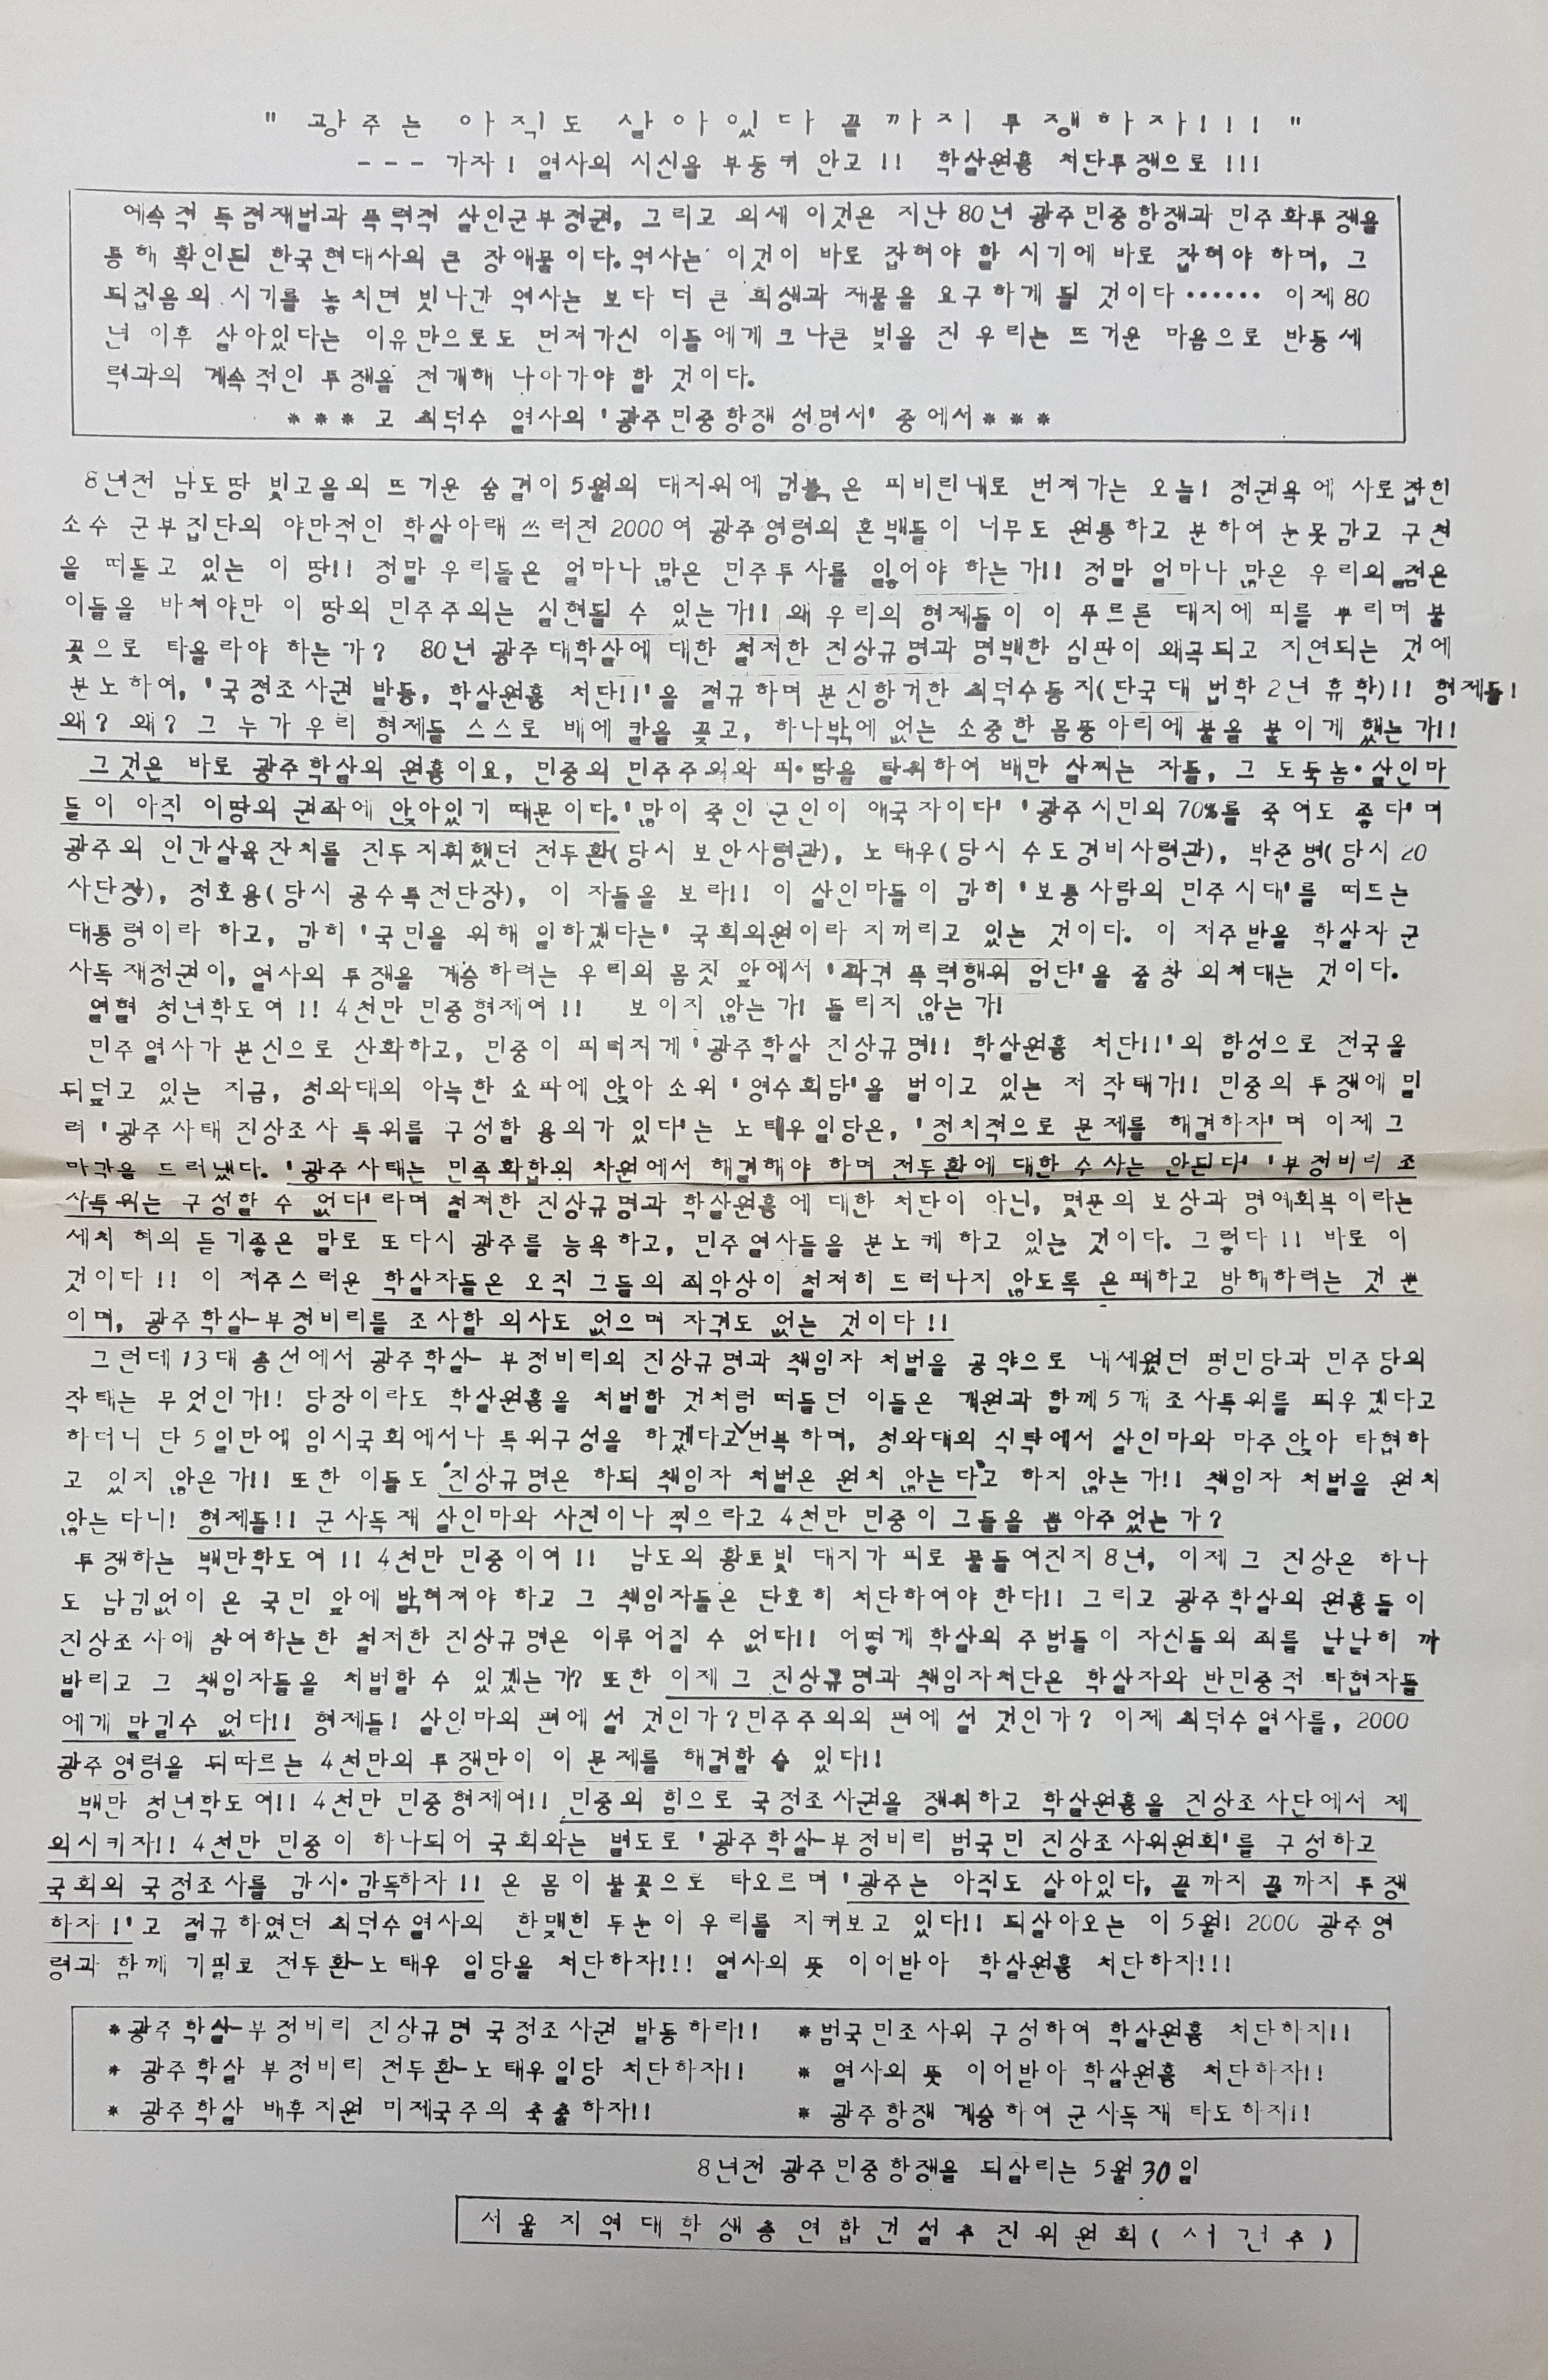 " 광주는 아직도 살아있다 끝까지 투쟁하자!!! "
--- 가자! 열사의 시신을 부둥켜 안고!! 학살원흉 처단투쟁으로!!!
예속적 독점재벌과 폭력적 살인군부정권, 그리고 외세 이것은 지난 80년 광주민중항쟁과 민주화투쟁을
통해 확인된 한국현대사의 큰 장애물이다. 역사는 이것이 바로 잡혀야 할 시기에 바로 잡혀야 하며, 그
되집음의 시기를 놓치면 빗나간 역사는 보다 더 큰 희생과 재물을 요구하게 될 것이다 ...... 이제 80
년 이후 살아있다는 이유만으로도 먼저가신 이들에게 크나큰 빚을 진 우리는 뜨거운 마음으로 반동세
력과의 계속적인 투쟁을 전개해 나아가야 할 것이다.
*** 고 최덕수 열사의 '광주민중항쟁 성명서' 중에서 ***
8년전 남도땅 빛고을의 뜨거운 숨결이 5월의 대지위에 검붉은 피비린내로 번져가는 오늘! 정권욕에 사로잡힌
소수 군부집단의 야만적인 학살아래 쓰러진 2000여 광주영령의 혼백들이 너무도 원통하고 분하여 눈못감고 구천
을 떠돌고 있는 이 땅!! 정말 우리들은 얼마나 많은 민주투사를 잃어야 하는가!! 정말 얼마나 많은 우리의 젊은
이들을 바쳐야만 이 땅의 민주주의는 실현될 수 있는가!! 왜 우리의 형제들이 이 푸르른 대지에 피를 뿌리며 불
꽃으로 타올라야 하는가? 80년 광주대학살에 대한 철저한 진상규명과 명백한 심판이 왜곡되고 지연되는 것에
분노하여, '국정조사권 발동, 학살원흉 처단!!'을 절규하며 분신항거한 최덕수동지(단국대 법학 2년 휴학)!! 형제들!
왜? 왜? 그 누가 우리 형제들 스스로 배에 칼을 꽂고, 하나밖에 없는 소중한 몸뚱아리에 불을 붙이게 했는가!!
그것은 바로 광주학살의 원흉이요, 민중의 민주주의와 피·땀을 탈취하여 배만 살찌는 자들, 그 도둑놈·살인마
들이 아직 이땅의 권좌에 앉아있기 때문이다. '많이 죽인 군인이 애국자이다' '광주시민의 70%를 죽여도 좋다'며
광주의 인간살육잔치를 진두지휘했던 전두환(당시 보안사령관), 노태우(당시 수도경비사령관), 박준병(당시 20
사단장), 정호용(당시 공수특전단장), 이 자들을 보라!! 이 살인마들이 감히 '보통사람의 민주시대'를 떠드는
대통령이라 하고, 감히 '국민을 위해 일하겠다는' 국회의원이라 지꺼리고 있는 것이다. 이 저주받을 학살자 군
사독재정권이, 열사의 투쟁을 계승하려는 우리의 몸짓 앞에서 '과격 폭력행위 엄단'을 줄창 외쳐대는 것이다.
열혈 청년학도여!! 4천만 민중형제여!! 보이지 않는가! 들리지 않는가!
민주열사가 분신으로 산화하고, 민중이 피터지게 '광주학살 진상규명!! 학살원흉 처단!!'의 함성으로 전국을
뒤덮고 있는 지금, 청와대의 아늑한 쇼파에 앉아 소위 '영수회담'을 벌이고 있는 저 작태가!! 민중의 투쟁에 밀
려 '광주사태 진상조사 특위를 구성할 용의가 있다'는 노태우일당은, '정치적으로 문제를 해결하자'며 이제 그
마각을 드러냈다. '광주사태는 민족화합의 차원에서 해결해야 하며 전두환에 대한 수사는 안된다' '부정비리 조
사특위는 구성할 수 없다'라며 철저한 진상규명과 학살원흉에 대한 처단이 아닌, 몇푼의 보상과 명예회복이라는
세치 혀의 듣기좋은 말로 또다시 광주를 능욕하고, 민주열사들을 분노케 하고 있는 것이다. 그렇다!! 바로 이
것이다!! 이 저주스러운 학살자들은 오직 그들의 죄악상이 철저히 드러나지 않도록 은폐하고 방해하려는 것 뿐
이며, 광주학살-부정비리를 조사할 의사도 없으며 자격도 없는 것이다!!
그런데 13대 총선에서 광주학살-부정비리의 진상규명과 책임자 처벌을 공약으로 내세웠던 평민당과 민주당의
작태는 무엇인가!! 당장이라도 학살원흉을 처벌할 것처럼 떠들던 이들은 개원과 함께 5개 조사특위를 띄우겠다고
하더니 단 5일만에 임시국회에서나 특위구성을 하겠다고 번복하며, 청와대의 식탁에서 살인마와 마주앉아 타협하
고 있지 않은가!! 또한 이들도 '진상규명은 하되 책임자 처벌은 원치 않는다'고 하지 않는가!! 책임자 처벌을 원치
않는다니! 형제들!! 군사독재 살인마와 사진이나 찍으라고 4천만 민중이 그들을 뽑아주었는가?
투쟁하는 백만학도여!! 4천만 민중이여!! 남도의 황토빛 대지가 피로 물들여진지 8년, 이제 그 진상은 하나
도 남김없이 온 국민 앞에 밝혀져야 하고 그 책임자들은 단호히 처단하여야 한다!! 그리고 광주학살의 원흉들이
진상조사에 참여하는한 철저한 진상규명은 이루어질 수 없다!! 어떻게 학살의 주범들이 자신들의 죄를 낱낱히 까
발리고 그 책임자들을 처벌할 수 있겠는가? 또한 이제 그 진상규명과 책임자처단은 학살자와 반민중적 타협자들
에게 맡길수 없다!! 형제들! 살인마의 편에 설 것인가? 민주주의의 편에 설 것인가? 이제 최덕수열사를, 2000
광주영령을 뒤따르는 4천만의 투쟁만이 이 문제를 해결할 수 있다!!
백만 청년학도여!! 4천만 민중형제여!! 민중의 힘으로 국정조사권을 쟁취하고 학살원흉을 진상조사단에서 제
외시키자!! 4천만 민중이 하나되어 국회와는 별도로 '광주학살-부정비리 범국민 진상조사위원회'를 구성하고
국회의 국정조사를 감시·감독하자!! 온 몸이 불꽃으로 타오르며 '광주는 아직도 살아있다, 끝까지 끝까지 투쟁
하자!'고 절규하였던 최덕수열사의 한맺힌 두눈이 우리를 지켜보고 있다!! 되살아오는 이 5월! 2000 광주영
령과 함께 기필코 전두환-노태우 일당을 처단하자!!! 열사의 뜻 이어받아 학살원흉 처단하자!!!
*광주학살-부정비리 진상규명 국정조사권 발동하라!! *범국민조사위 구성하여 학살원흉 처단하자!!
* 광주학살 부정비리 전두환-노태우일당 처단하자!! * 열사의 뜻 이어받아 학살원흉 처단하자!!
* 광주학살 배후지원 미제국주의 축출하자!! * 광주항쟁 계승하여 군사독재 타도하자!!
8년전 광주민중항쟁을 되살리는 5월 30일
서울지역대학생총연합건설추진위원회(서건추)